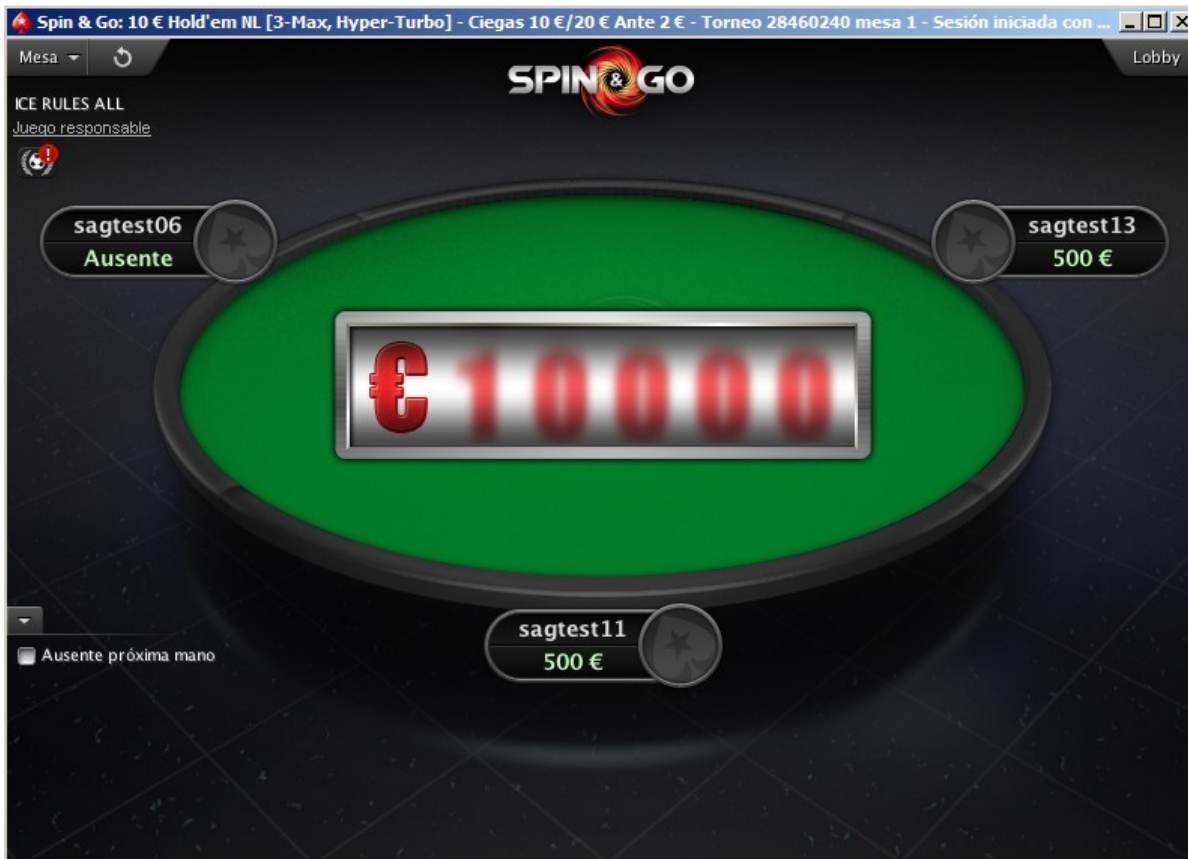 Spin & Go: 10 € Hold'em NL [3-Max, Hyper-Turbo] - Ciegas 10 €/20 € Ante 2 € - Torneo 28460240 mesa 1 - Sesión iniciada con ...
Mesa
Lobby
SPIN & GO
ICE RULES ALL
Juego responsable
sagtest06
Ausente
sagtest13
500 €
€10000
sagtest11
500 €
Ausente próxima mano